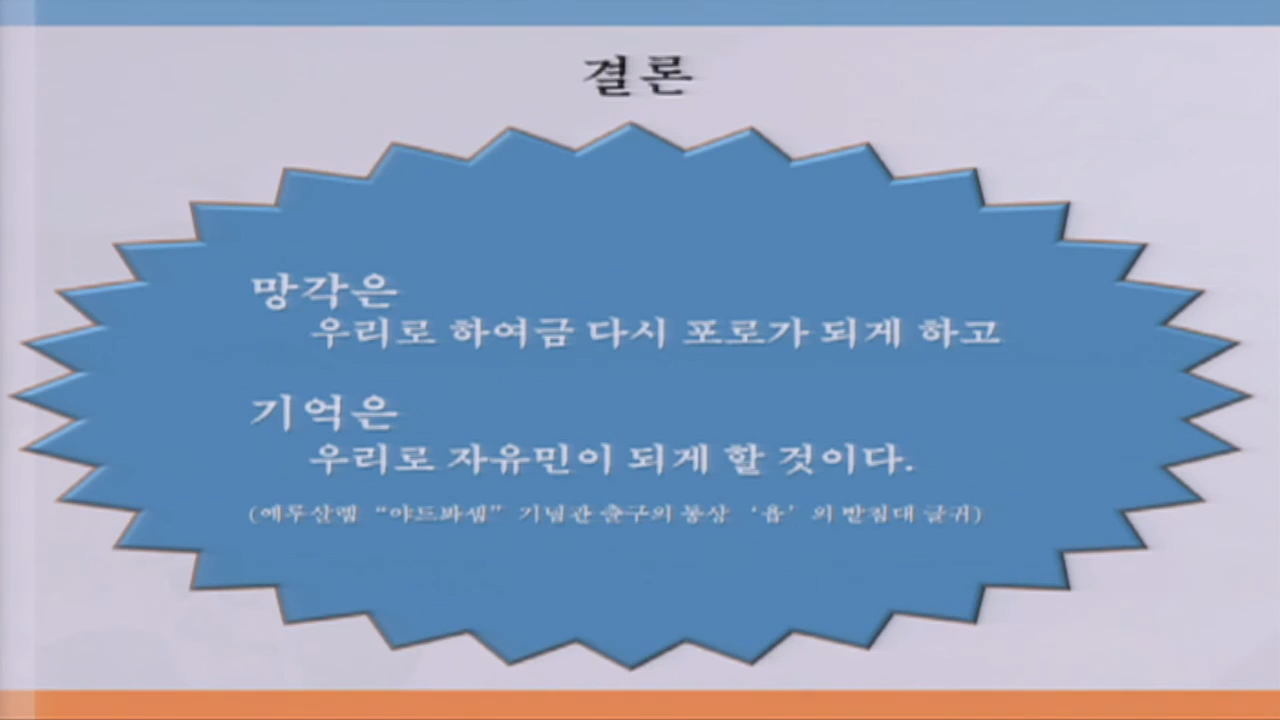 결론
망각은
우리로 하여금 다시 포로가 되게 하고
기억은
우리로 자유민이 되게 할 것이다.
(예루살렘 “야드봐셈” 기념관 출구의 동상 ‘욥’ 의 받침대 글귀)